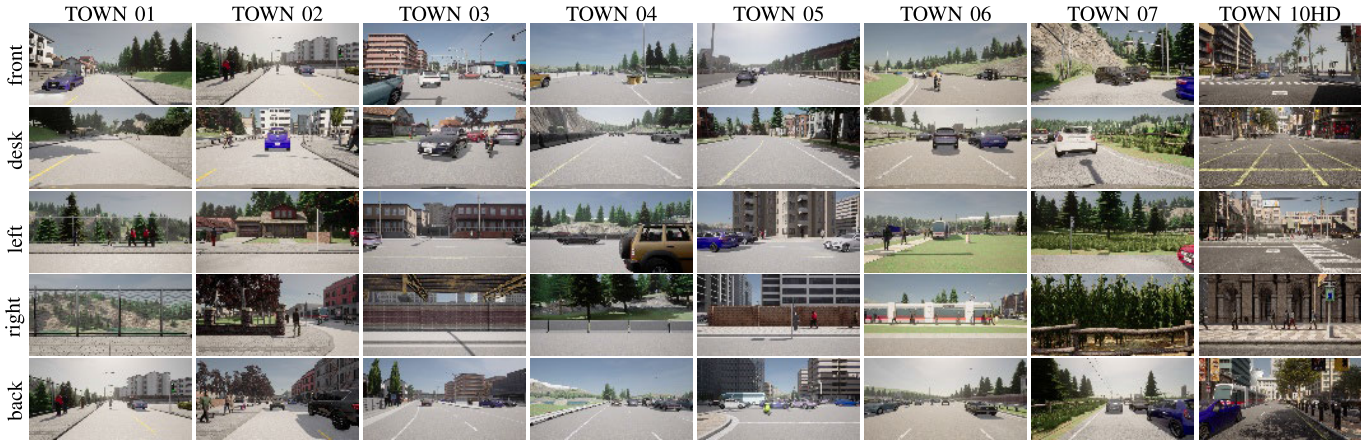 TOWN 01 TOWN 02 TOWN 03 TOWN 04 TOWN 05 TOWN 06 TOWN 07 TOWN 10HD
front
desk
left
right
back